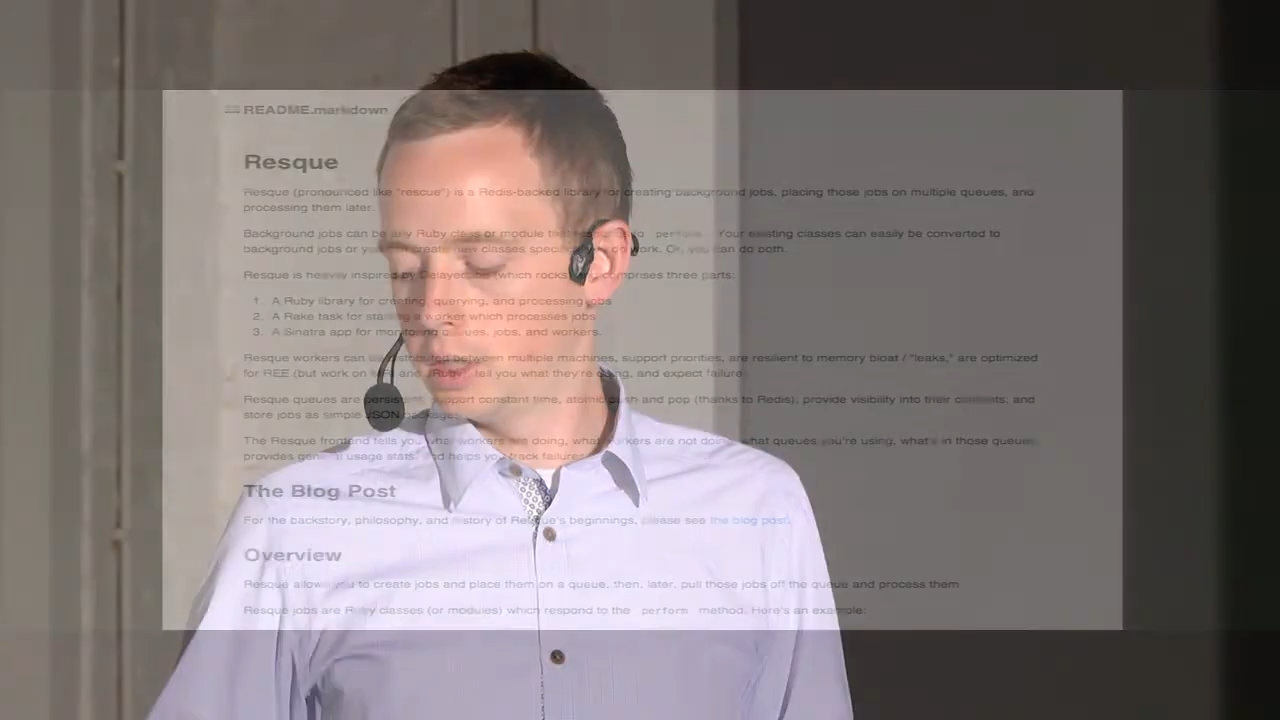 README.markdown
Resque
Resque (pronounced like "rescue") is a Redis-backed library for creating background jobs, placing those jobs on multiple queues, and
processing them later.
Background jobs can be any Ruby class or module that perform. Your existing classes can easily be converted to
background jobs or you can create new classes work. Or, you can do both.
Resque is heavily inspired by DelayedJob (which rocks) comprises three parts:
1. A Ruby library for creating, querying, and processing jobs
2. A Rake task for starting a worker which processes jobs
3. A Sinatra app for monitoring queues, jobs, and workers.
Resque workers can distributed between multiple machines, support priorities, are resilient to memory bloat / "leaks," are optimized
for REE (but work on MRI and JRuby), tell you what they're doing, and expect failure.
Resque queues are persistent, support constant time, atomic push and pop (thanks to Redis), provide visibility into their contents, and
store jobs as simple JSON packages.
The Resque frontend tells you what workers are doing, what workers are not doing, what queues you're using, what's in those queues,
provides general usage stats, and helps you track failures.
The Blog Post
For the backstory, philosophy, and history of Resque's beginnings, please see the blog post.
Overview
Resque allows you to create jobs and place them on a queue, then, later, pull those jobs off the queue and process them.
Resque jobs are Ruby classes (or modules) which respond to the perform method. Here's an example: